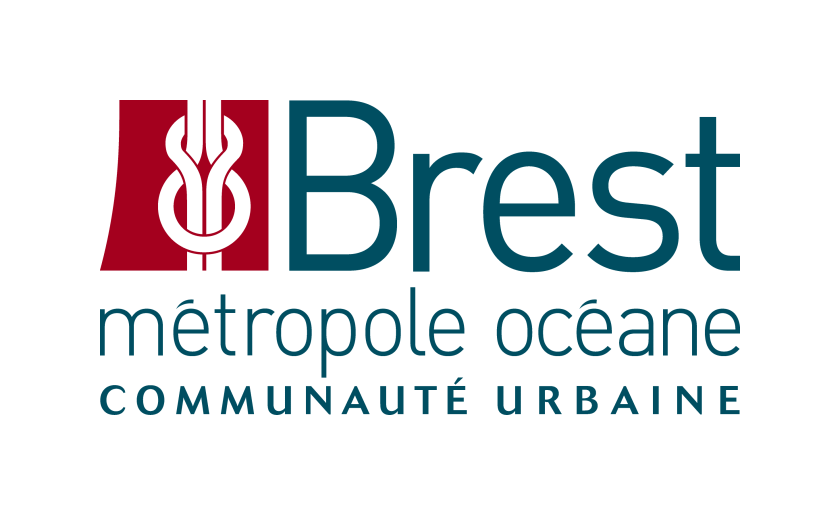 Brest
métropole océane
COMMUNAUTÉ URBAINE